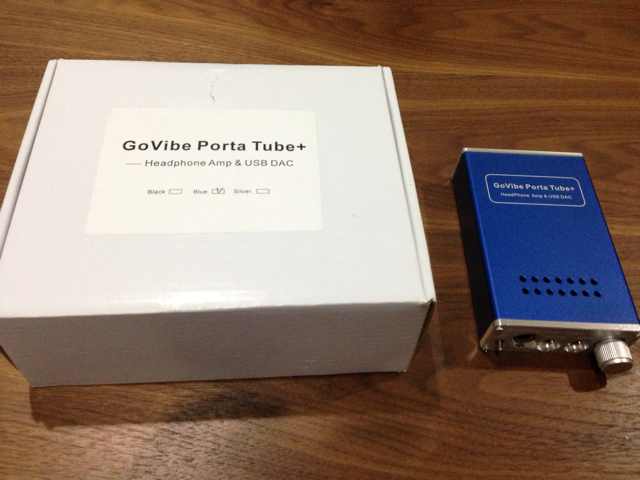 GoVibe Porta Tube+
Headphone Amp & USB DAC
Black Blue Silver
GoVibe Porta Tube+
HeadPhone Amp & USB DAC